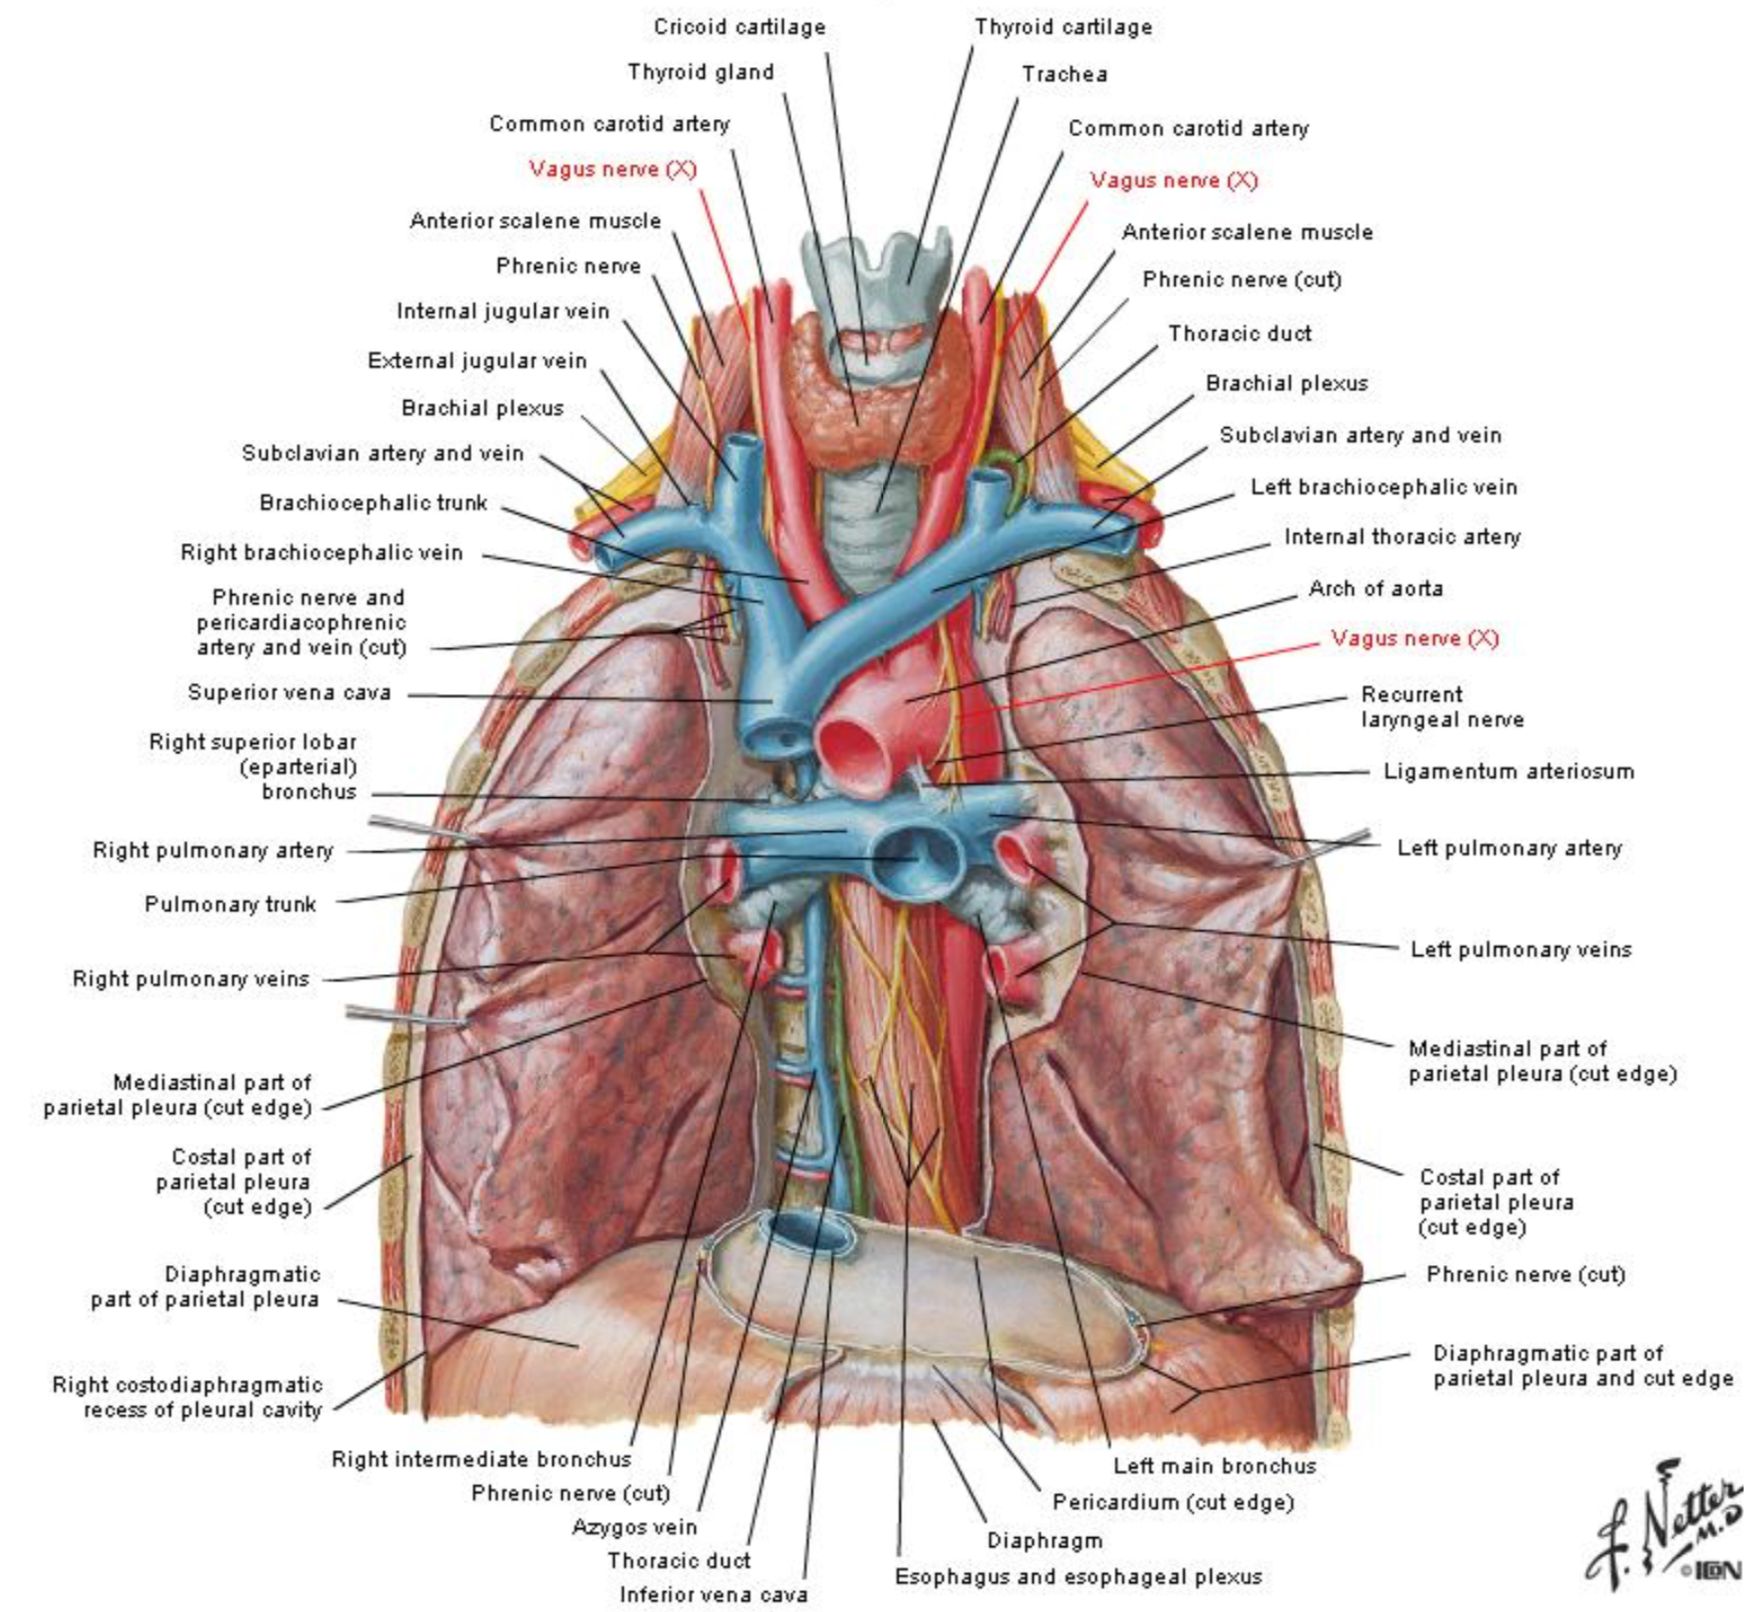 Cricoid cartilage
Thyroid gland
Common carotid artery
Vagus nerve (X)
Anterior scalene muscle
Phrenic nerve
Internal jugular vein
External jugular vein
Brachial plexus
Subclavian artery and vein
Brachiocephalic trunk
Right brachiocephalic vein
Phrenic nerve and
pericardiacophrenic
artery and vein (cut)
Superior vena cava
Right superior lobar
(eparterial)
bronchus
Right pulmonary artery
Pulmonary trunk
Right pulmonary veins
Mediastinal part of
parietal pleura (cut edge)
Costal part of
parietal pleura
(cut edge)
Diaphragmatic
part of parietal pleura
Right costodiaphragmatic
recess of pleural cavity
Right intermediate bronchus
Phrenic nerve (cut)
Azygos vein
Thoracic duct
Inferior vena cava
Thyroid cartilage
Trachea
Common carotid artery
Vagus nerve (X)
Anterior scalene muscle
Phrenic nerve (cut)
Thoracic duct
Brachial plexus
Subclavian artery and vein
Left brachiocephalic vein
Internal thoracic artery
Arch of aorta
Vagus nerve (X)
Recurrent
laryngeal nerve
Ligamentum arteriosum
Left pulmonary artery
Left pulmonary veins
Mediastinal part of
parietal pleura (cut edge)
Costal part of
parietal pleura
(cut edge)
Phrenic nerve (cut)
Diaphragmatic part of
parietal pleura and cut edge
Left main bronchus
Pericardium (cut edge)
Diaphragm
Esophagus and esophageal plexus
F. Netter
M.D
©ICON